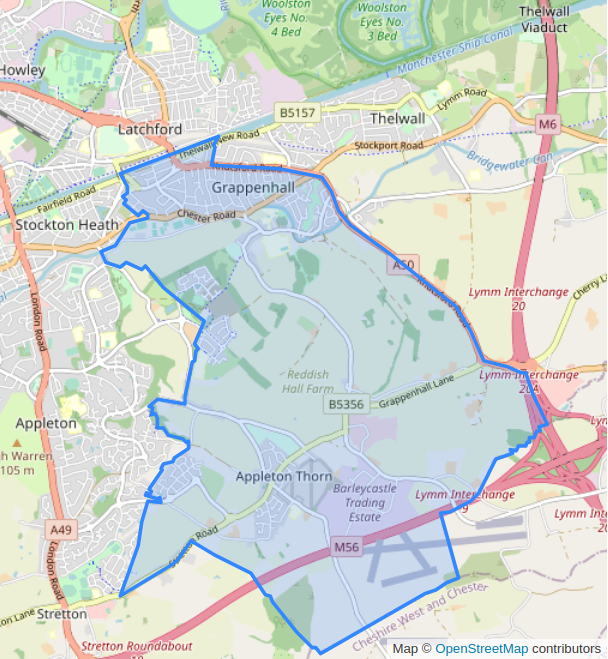 Woolston
Eyes No.
4 Bed
Woolston
Eyes No.
3 Bed
Thelwall
Viaduct
Manchester Ship Canal
Howley
B5157
Lymm Road
Thelwall
M6
Latchford
Thelwall New Road
Stockport Road
Knutsford Road
Bridgewater Can
Grappenhall
Fairfield Road
Chester Road
Stockton Heath
A50
Knutsford Road
Lymm Interchange
20
Cherry L
London Road
Lymm Interchange
20A
Reddish
Hall Farm
Grappenhall Lane
B5356
Appleton
gh Warren
105 m
Appleton Thorn
Barleycastle
Trading
Estate
Lymm Interchange
9
Lym
A49
Stretton Road
M56
London Road
on Lane
Stretton
Cheshire West and Chester
Stretton Roundabout
10
Map © OpenStreetMap contributors